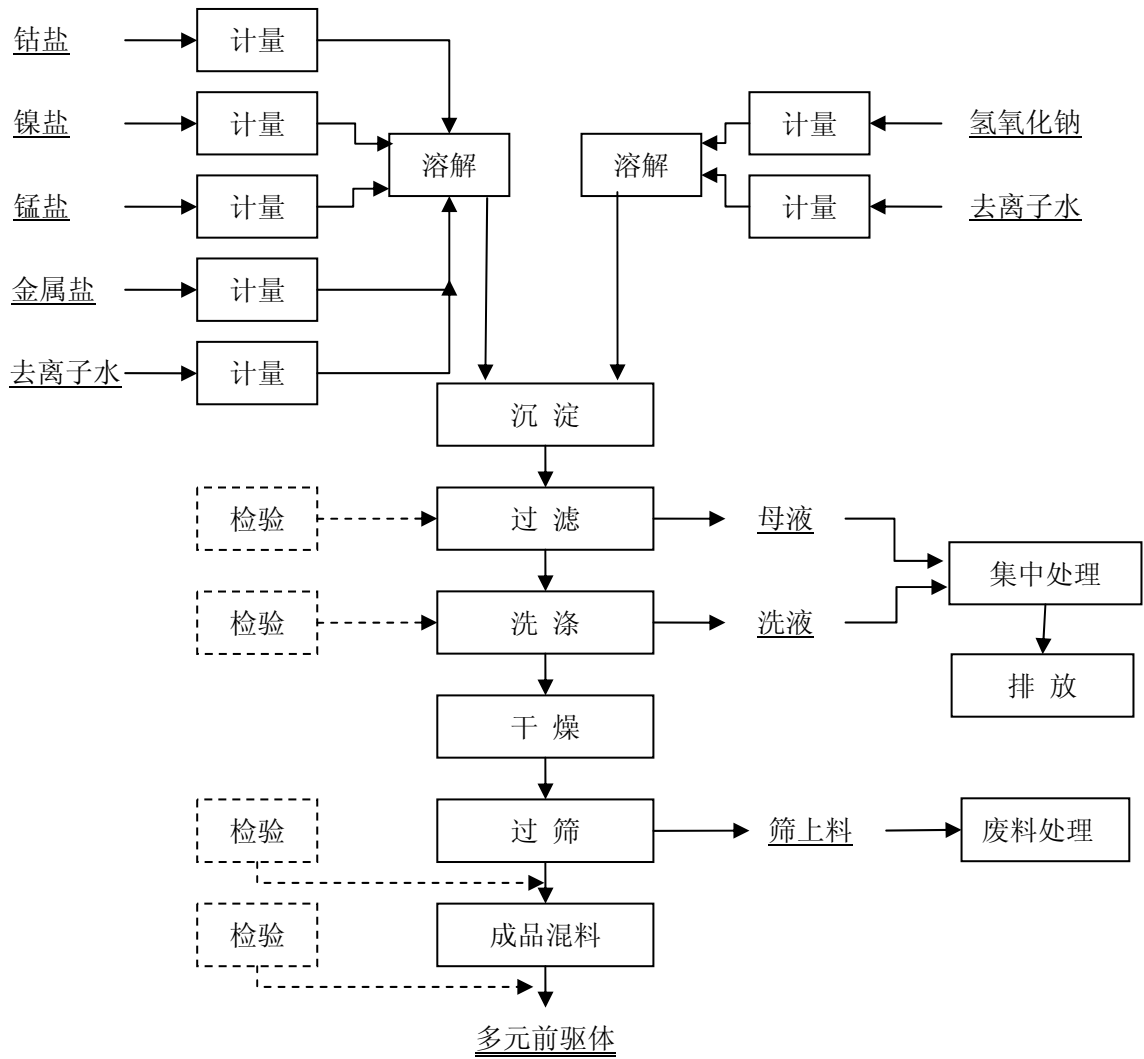 钴盐
计量
镍盐
计量
计量
氢氧化钠
溶解
溶解
锰盐
计量
计量
去离子水
金属盐
计量
去离子水
计量
沉 淀
检验
过 滤
母液
集中处理
检验
洗 涤
洗液
排 放
干 燥
检验
过 筛
筛上料
废料处理
检验
成品混料
多元前驱体